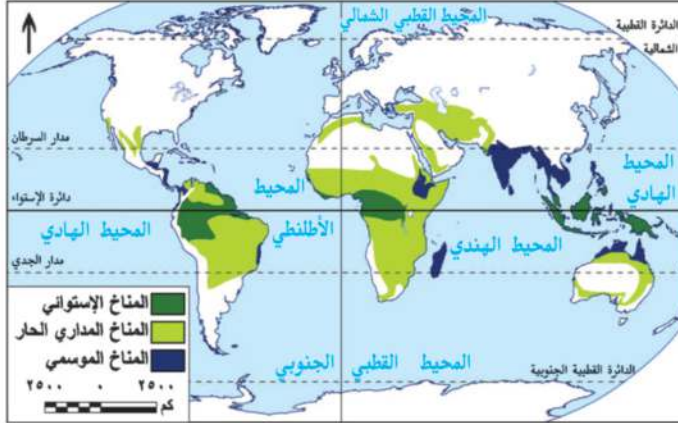 المحيط القطبي الشمالي
الدائرة القطبية
الشمالية
مدار السرطان
المحيط
الهادي
المحيط
الأطلنطي
دائرة الإستواء
المحيط الهادي
المحيط الهندي
مدار الجدي
المناخ الإستوائي
المناخ المداري الحار
المناخ الموسمي
٢٥٠٠ ٠ ٢٥٠٠
كم
المحيط القطبي الجنوبي
الدائرة القطبية الجنوبية